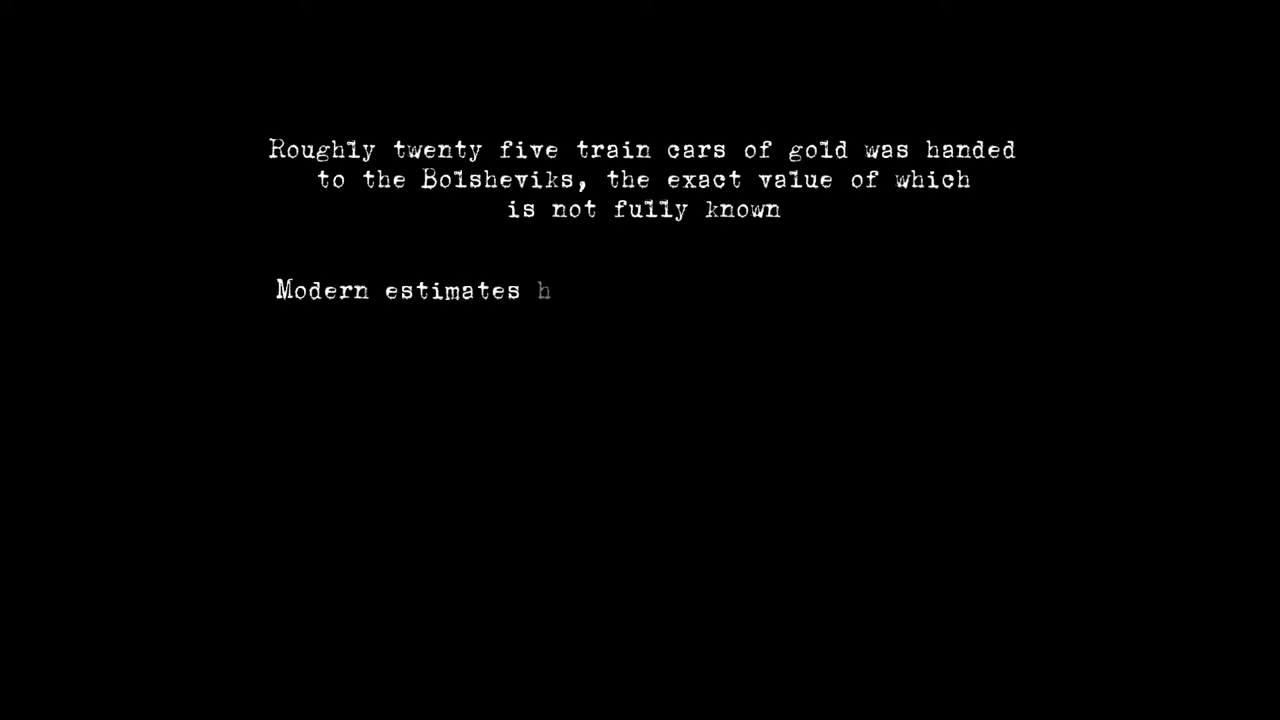 Roughly twenty five train cars of gold was handed
to the Bolsheviks, the exact value of which
is not fully known
Modern estimates h